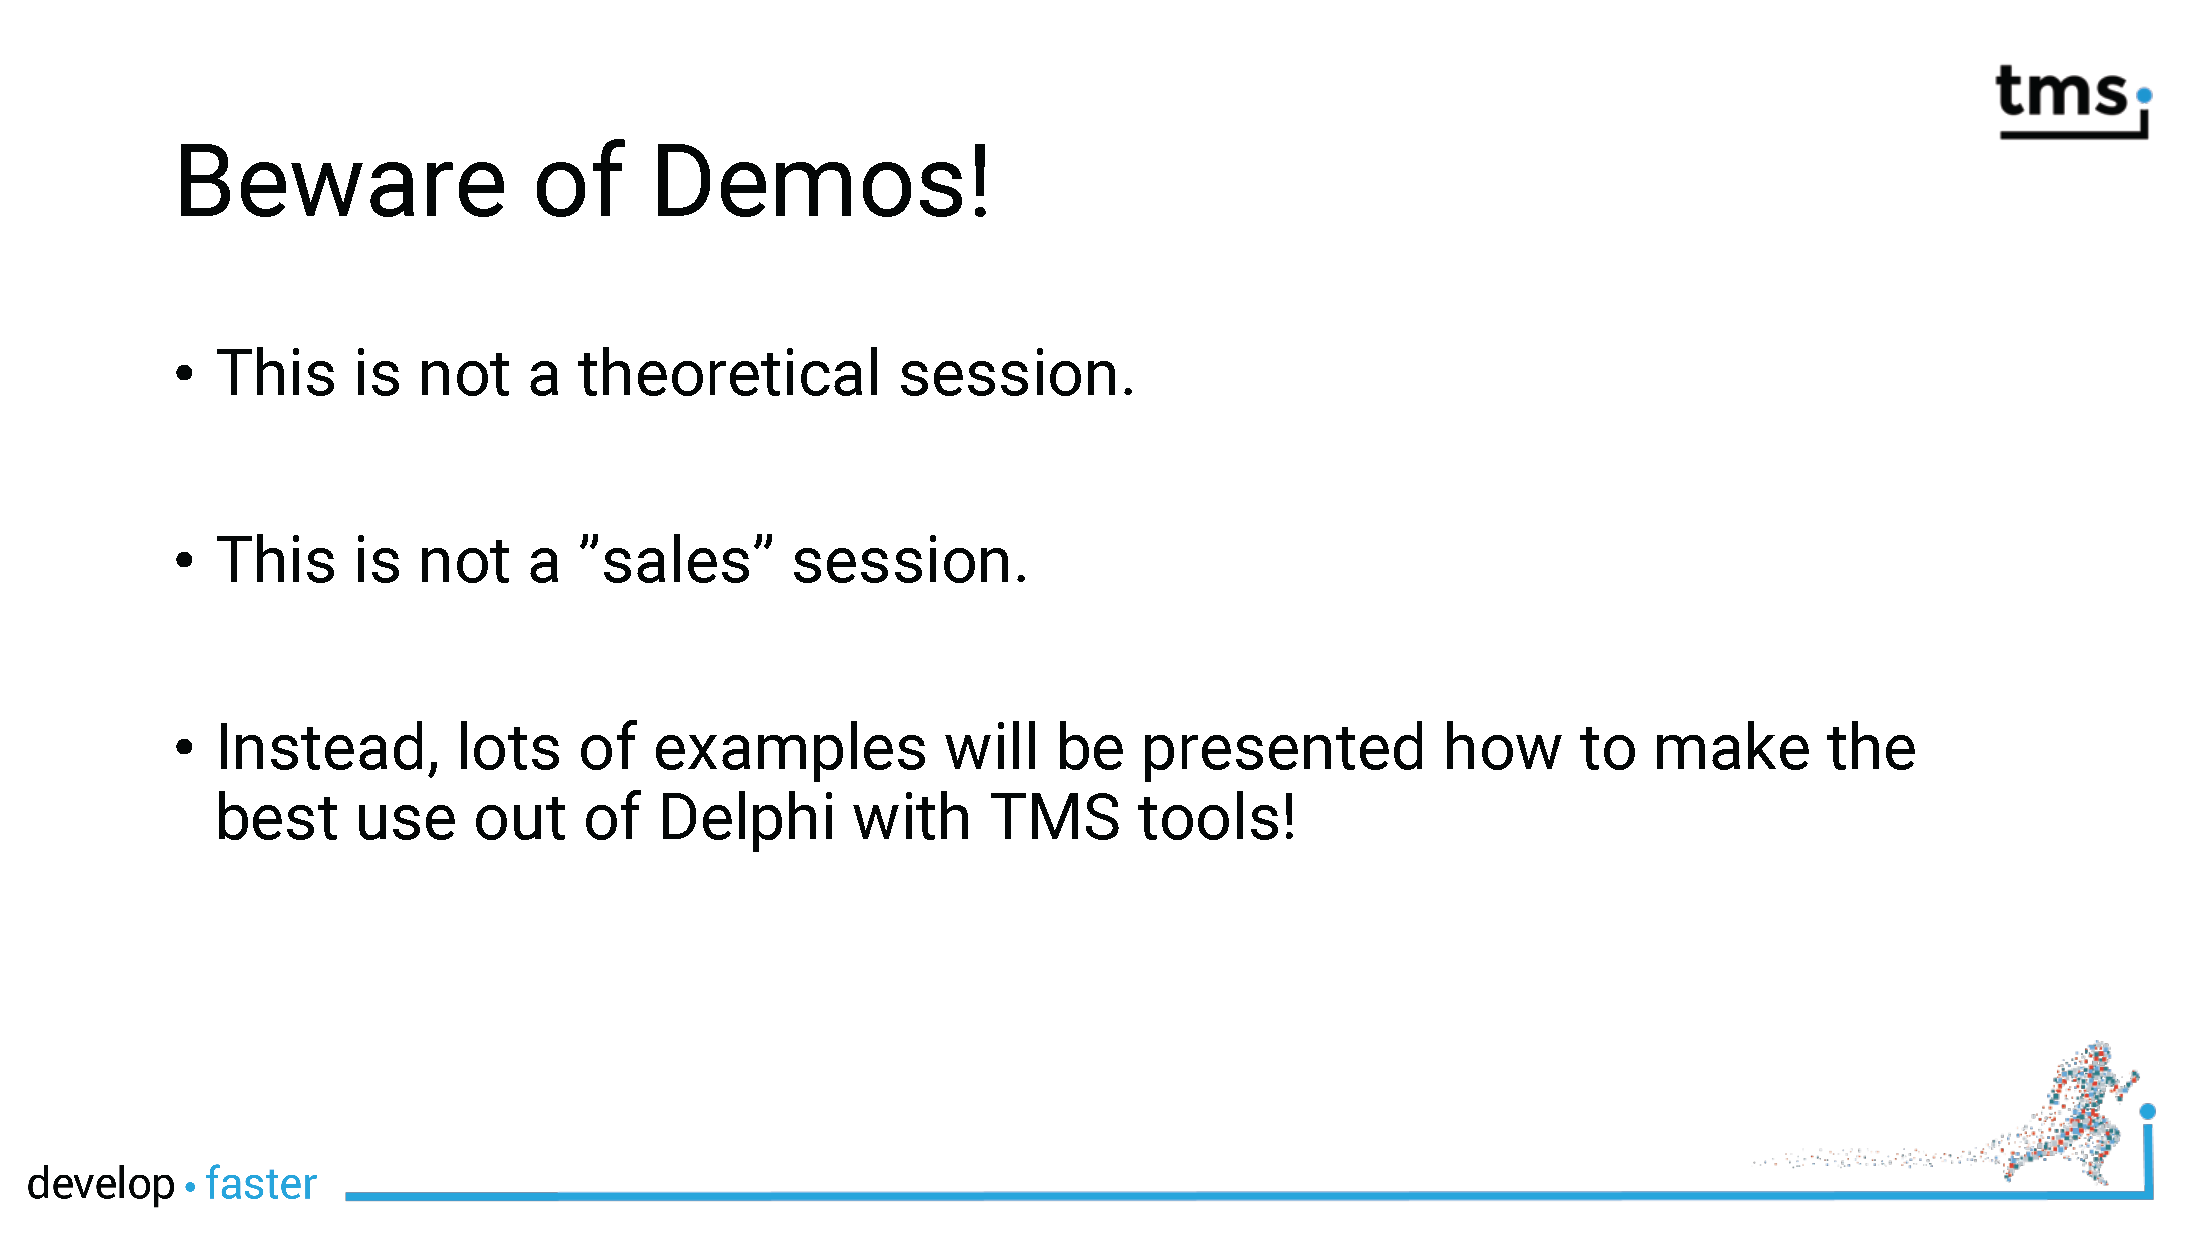 tms
Beware of Demos!
• This is not a theoretical session.
• This is not a ”sales” session.
• Instead, lots of examples will be presented how to make the
best use out of Delphi with TMS tools!
develop • faster